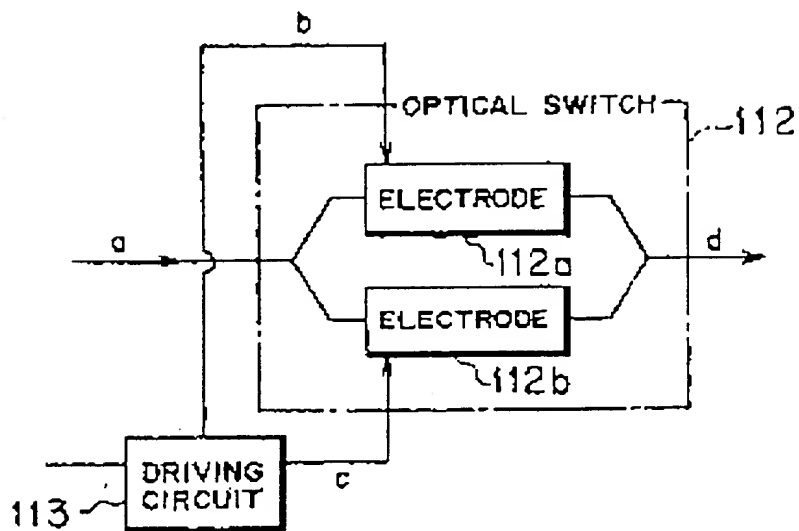 b
OPTICAL SWITCH
112
ELECTRODE
a
d
112a
ELECTRODE
112b
DRIVING
CIRCUIT
c
113